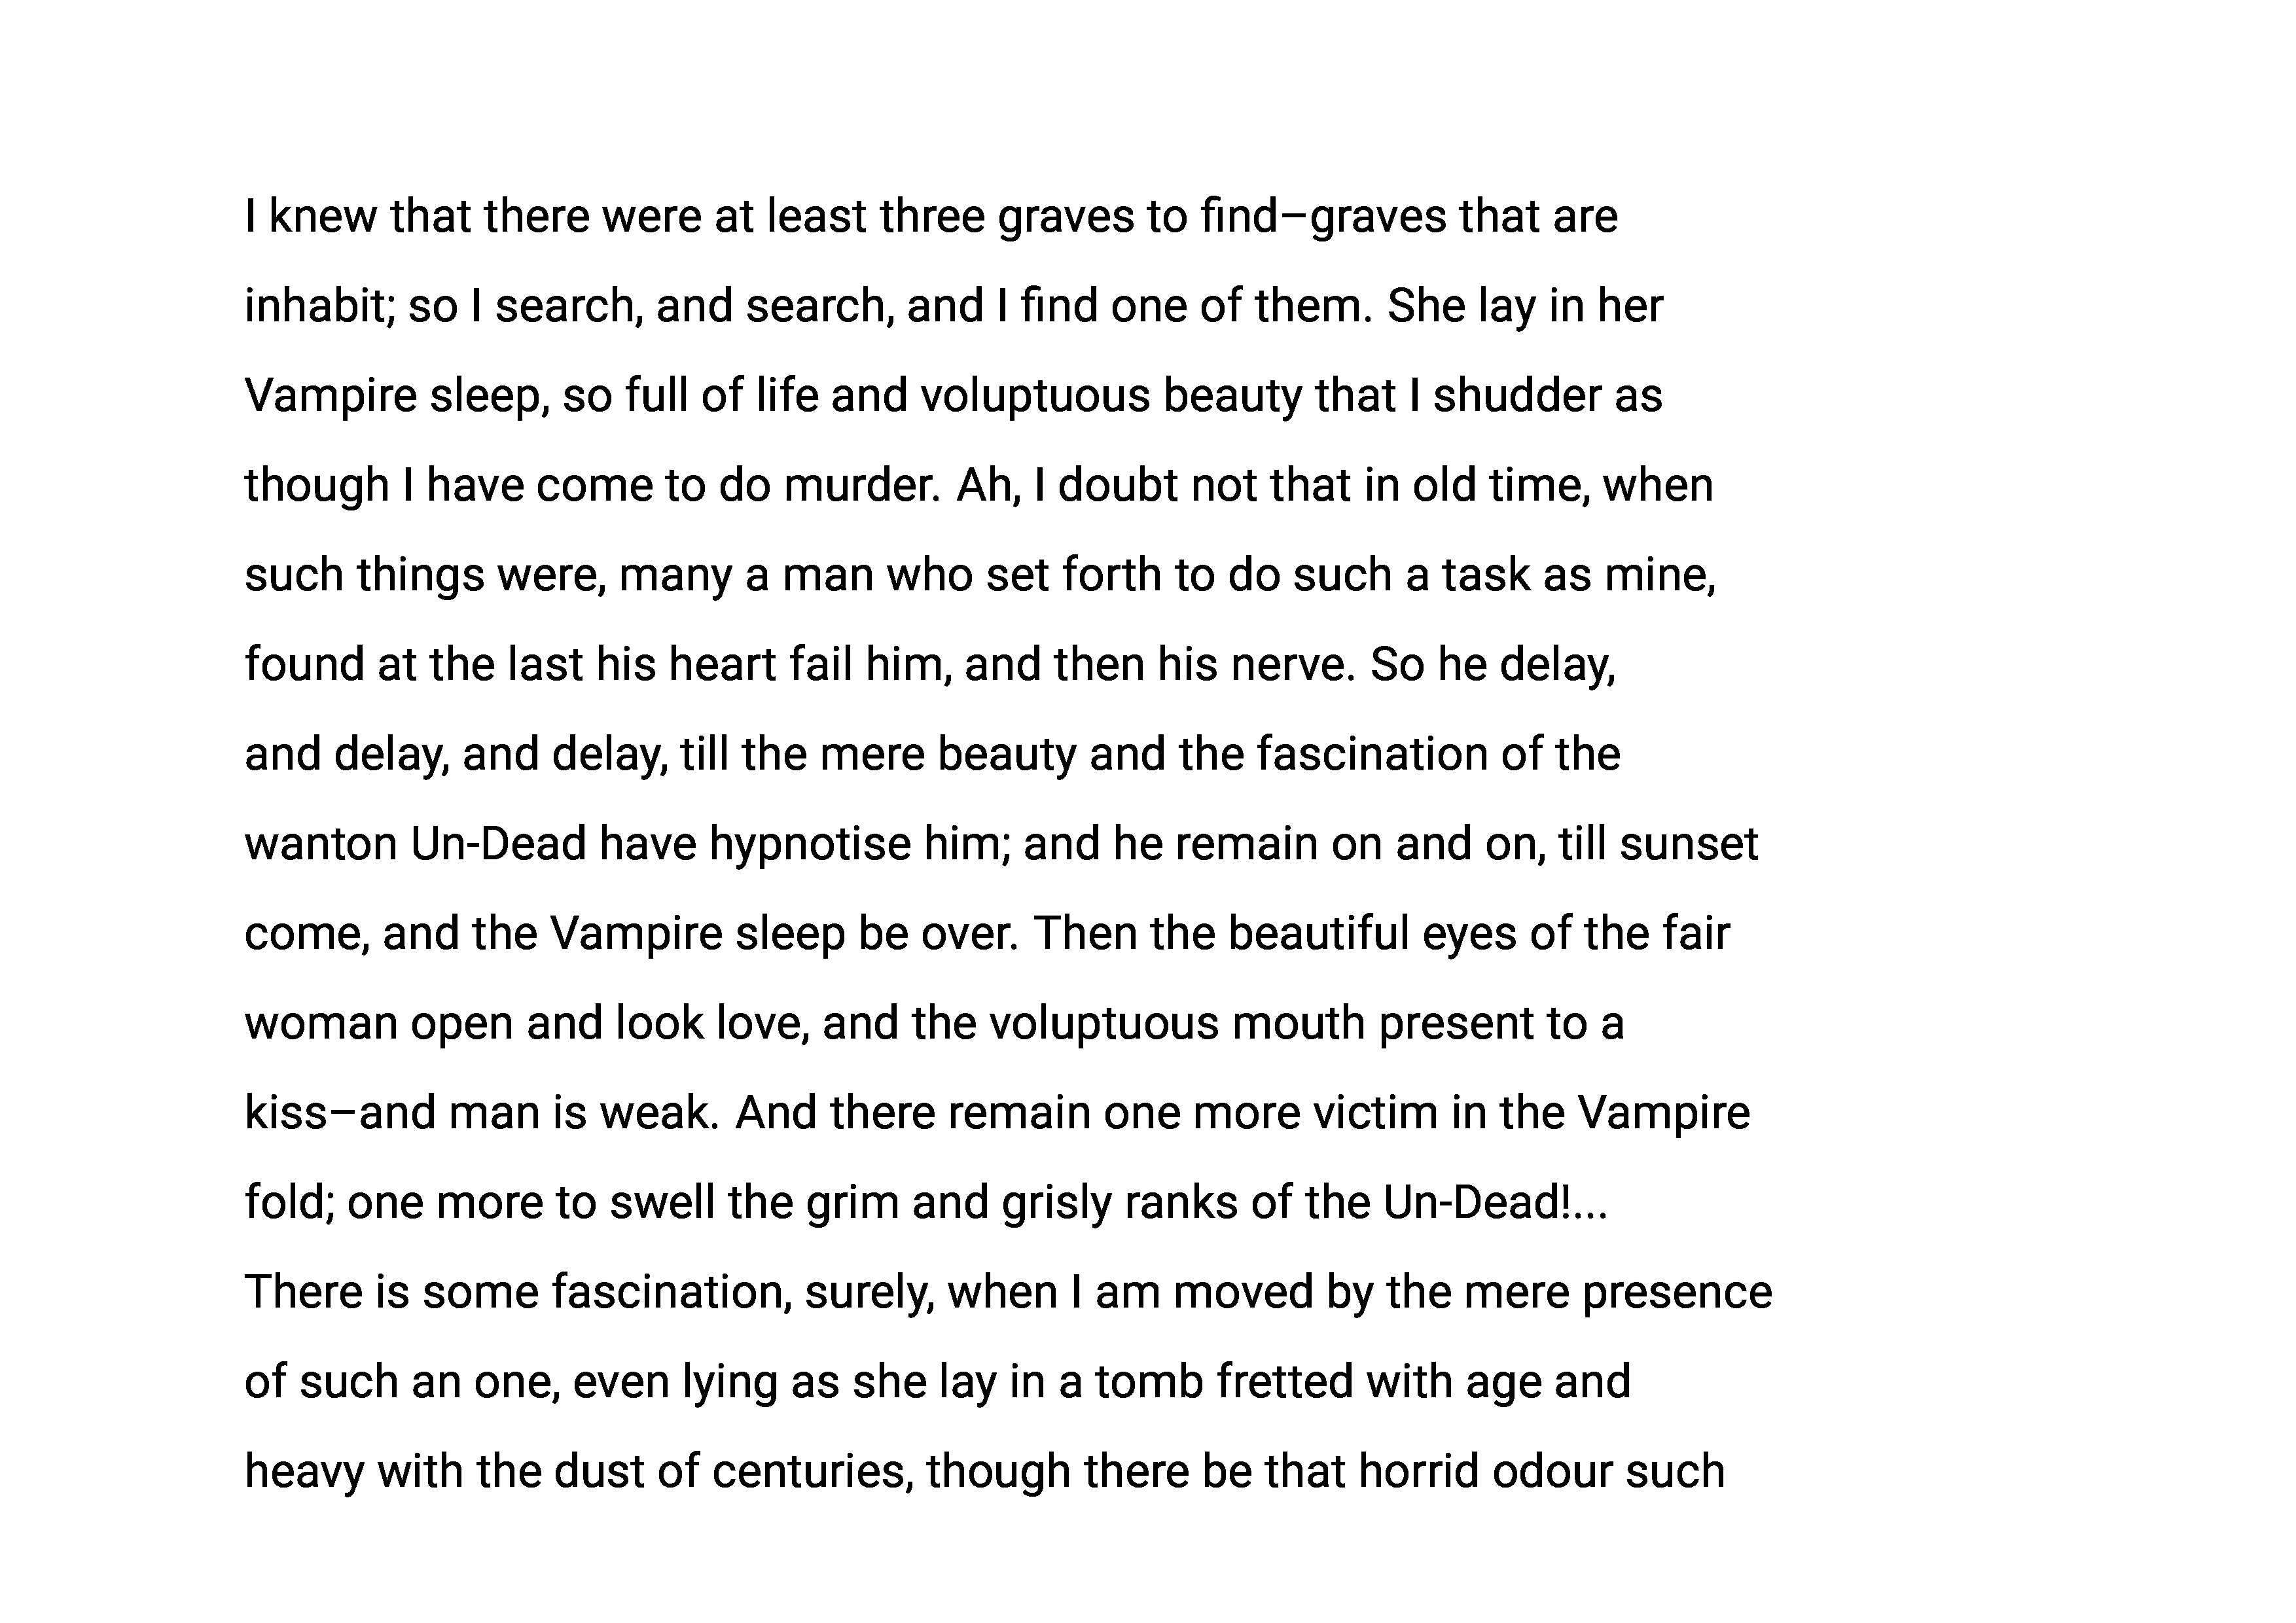 I knew that there were at least three graves to find–graves that are
inhabit; so I search, and search, and I find one of them. She lay in her
Vampire sleep, so full of life and voluptuous beauty that I shudder as
though I have come to do murder. Ah, I doubt not that in old time, when
such things were, many a man who set forth to do such a task as mine,
found at the last his heart fail him, and then his nerve. So he delay,
and delay, and delay, till the mere beauty and the fascination of the
wanton Un-Dead have hypnotise him; and he remain on and on, till sunset
come, and the Vampire sleep be over. Then the beautiful eyes of the fair
woman open and look love, and the voluptuous mouth present to a
kiss–and man is weak. And there remain one more victim in the Vampire
fold; one more to swell the grim and grisly ranks of the Un-Dead!...
There is some fascination, surely, when I am moved by the mere presence
of such an one, even lying as she lay in a tomb fretted with age and
heavy with the dust of centuries, though there be that horrid odour such